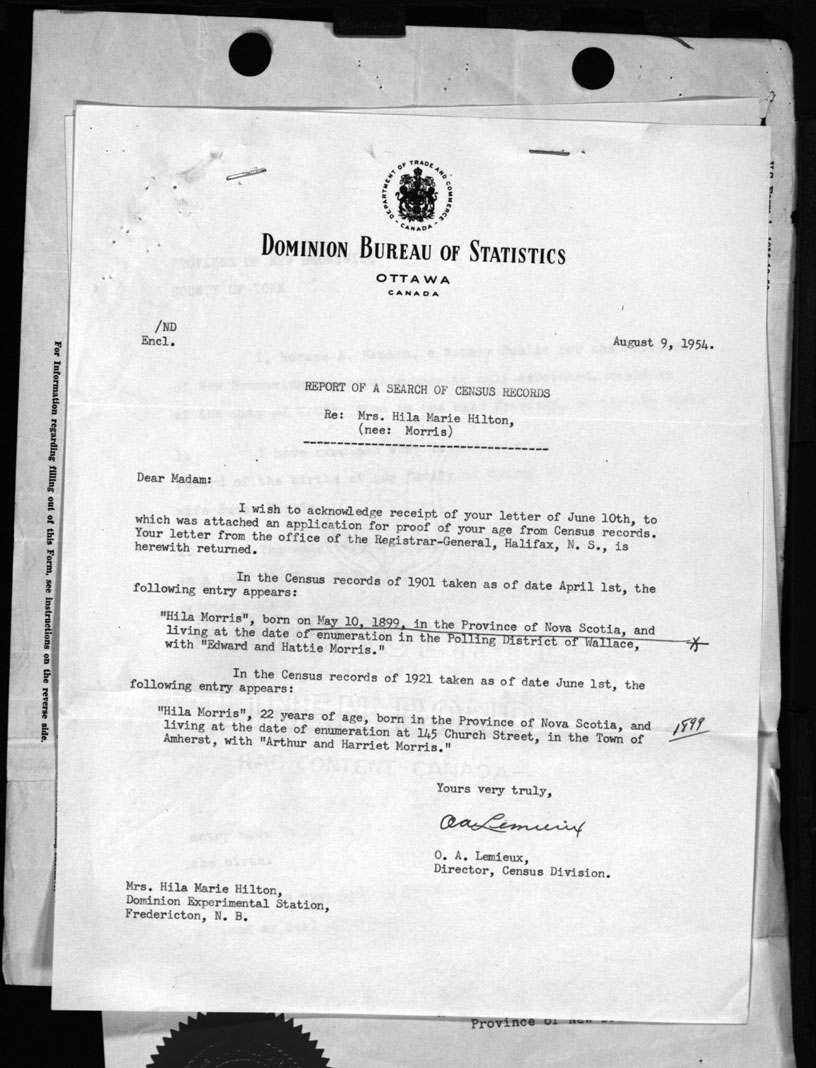 DEPARTMENT OF TRADE AND COMMERCE
CANADA
DOMINION BUREAU OF STATISTICS
OTTAWA
CANADA
/ND
Encl.
August 9, 1954.
REPORT OF A SEARCH OF CENSUS RECORDS
Re: Mrs. Hila Marie Hilton,
(nee: Morris)
Dear Madam:
I wish to acknowledge receipt of your letter of June 10th, to
which was attached an application for proof of your age from Census records.
Your letter from the office of the Registrar-General, Halifax, N. S., is
herewith returned.
In the Census records of 1901 taken as of date April 1st, the
following entry appears:
"Hila Morris", born on May 10, 1899, in the Province of Nova Scotia, and
living at the date of enumeration in the Polling District of Wallace,
with "Edward and Hattie Morris."
In the Census records of 1921 taken as of date June 1st, the
following entry appears:
"Hila Morris", 22 years of age, born in the Province of Nova Scotia, and
living at the date of enumeration at 145 Church Street, in the Town of
Amherst, with "Arthur and Harriet Morris."
1899
Yours very truly,
O A Lemieux
O. A. Lemieux,
Director, Census Division.
Mrs. Hila Marie Hilton,
Dominion Experimental Station,
Fredericton, N. B.
For Information regarding filling out of this Form, see instructions on the reverse side.
Province of New